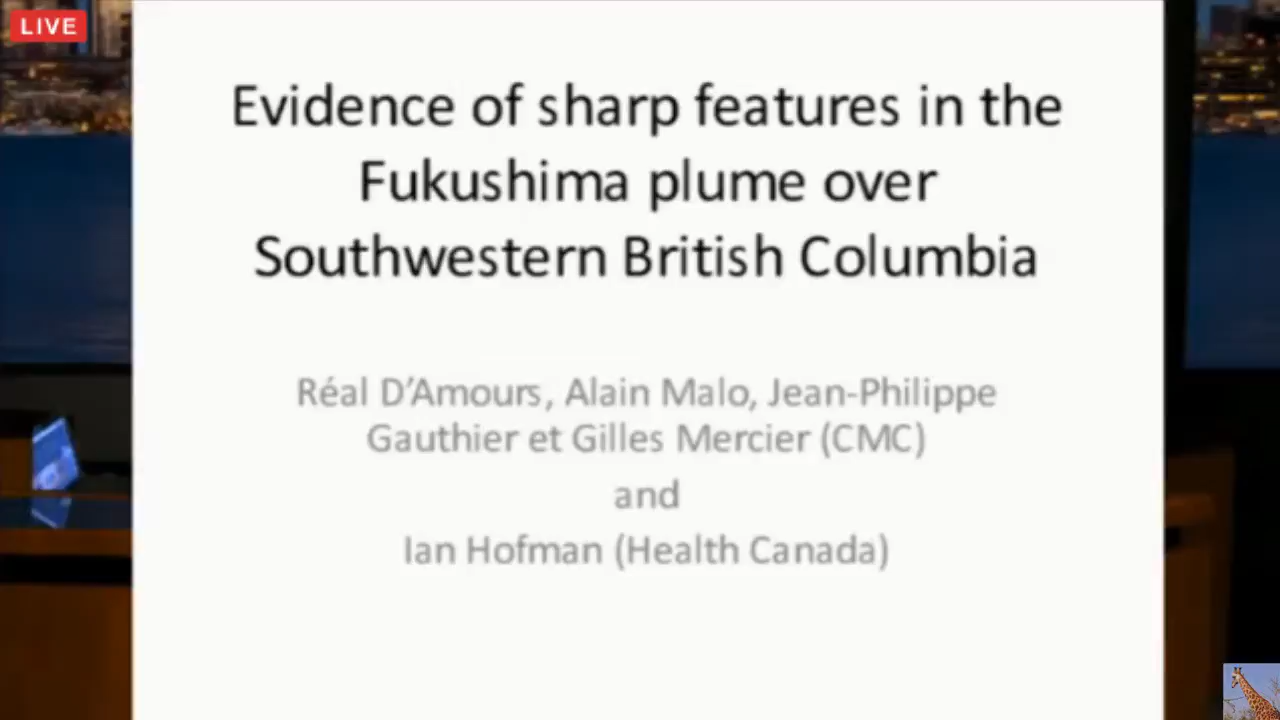 LIVE
Evidence of sharp features in the
Fukushima plume over
Southwestern British Columbia
Réal D’Amours, Alain Malo, Jean-Philippe
Gauthier et Gilles Mercier (CMC)
and
Ian Hofman (Health Canada)